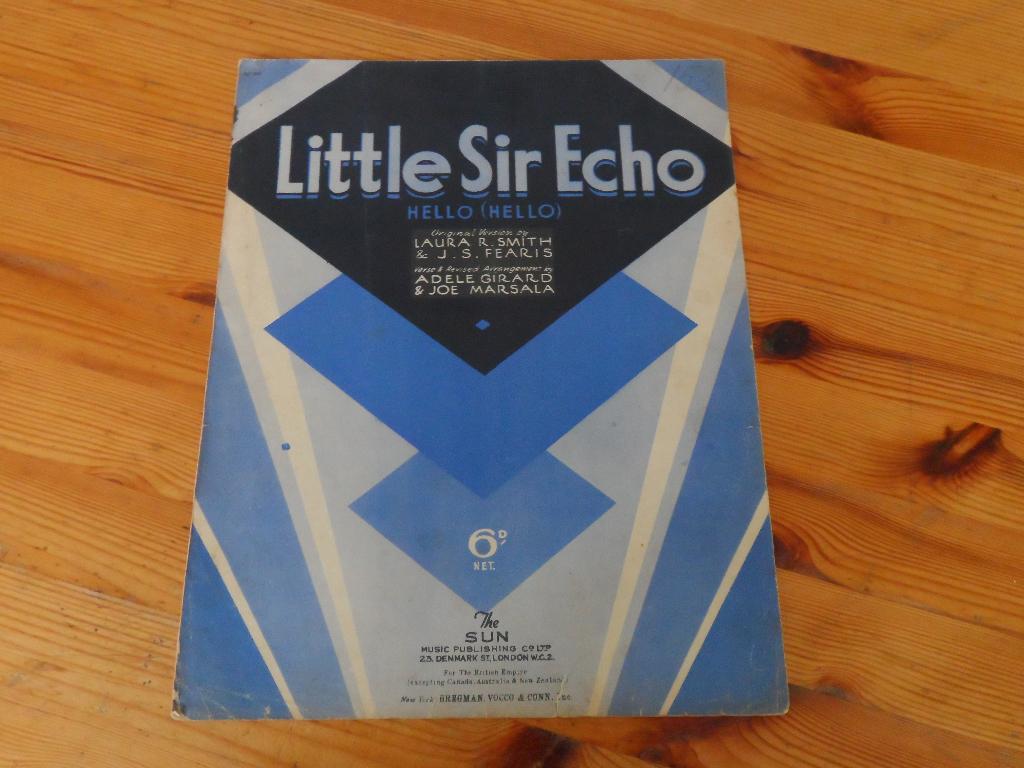 Little Sir Echo
HELLO (HELLO)
Original Version by
LAURA R. SMITH
& J. S. FEARIS
Verse & Revised Arrangement by
ADELE GIRARD
& JOE MARSALA
6D.
NET.
The
SUN
MUSIC PUBLISHING CO LTD
23, DENMARK ST, LONDON W.C.2.
For The British Empire
(excepting Canada, Australia & New Zealand)
New York BREGMAN, VOCCO & CONN, Inc.